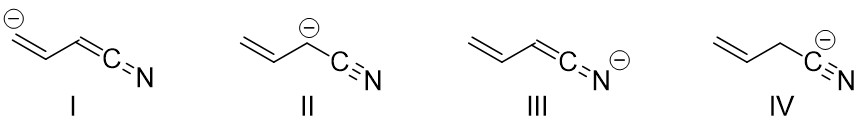 ⊖ ⊖ ⊖
C N C N C N ⊖ C N
I II III IV